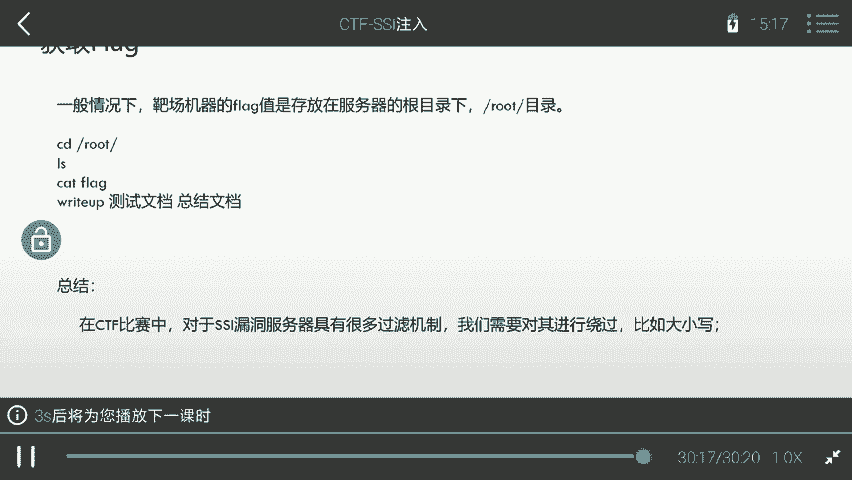 CTF-SSI注入
15:17
获取Flag
一般情况下，靶场机器的flag值是存放在服务器的根目录下，/root/目录。
cd /root/
ls
cat flag
writeup 测试文档 总结文档
总结：
在CTF比赛中，对于SSI漏洞服务器具有很多过滤机制，我们需要对其进行绕过，比如大小写；
3s后将为您播放下一课时
30:17/30:20 1.0X